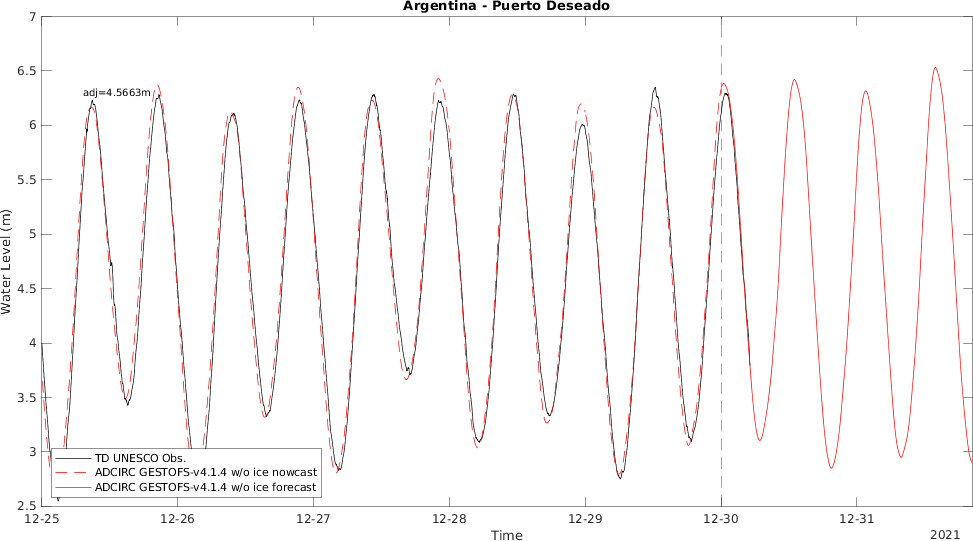 Argentina - Puerto Deseado
Water Level (m)
7
6.5
6
5.5
5
4.5
4
3.5
3
2.5
adj=4.5663m
TD UNESCO Obs.
ADCIRC GESTOFS-v4.1.4 w/o ice nowcast
ADCIRC GESTOFS-v4.1.4 w/o ice forecast
12-25 12-26 12-27 12-28 12-29 12-30 12-31
Time
2021